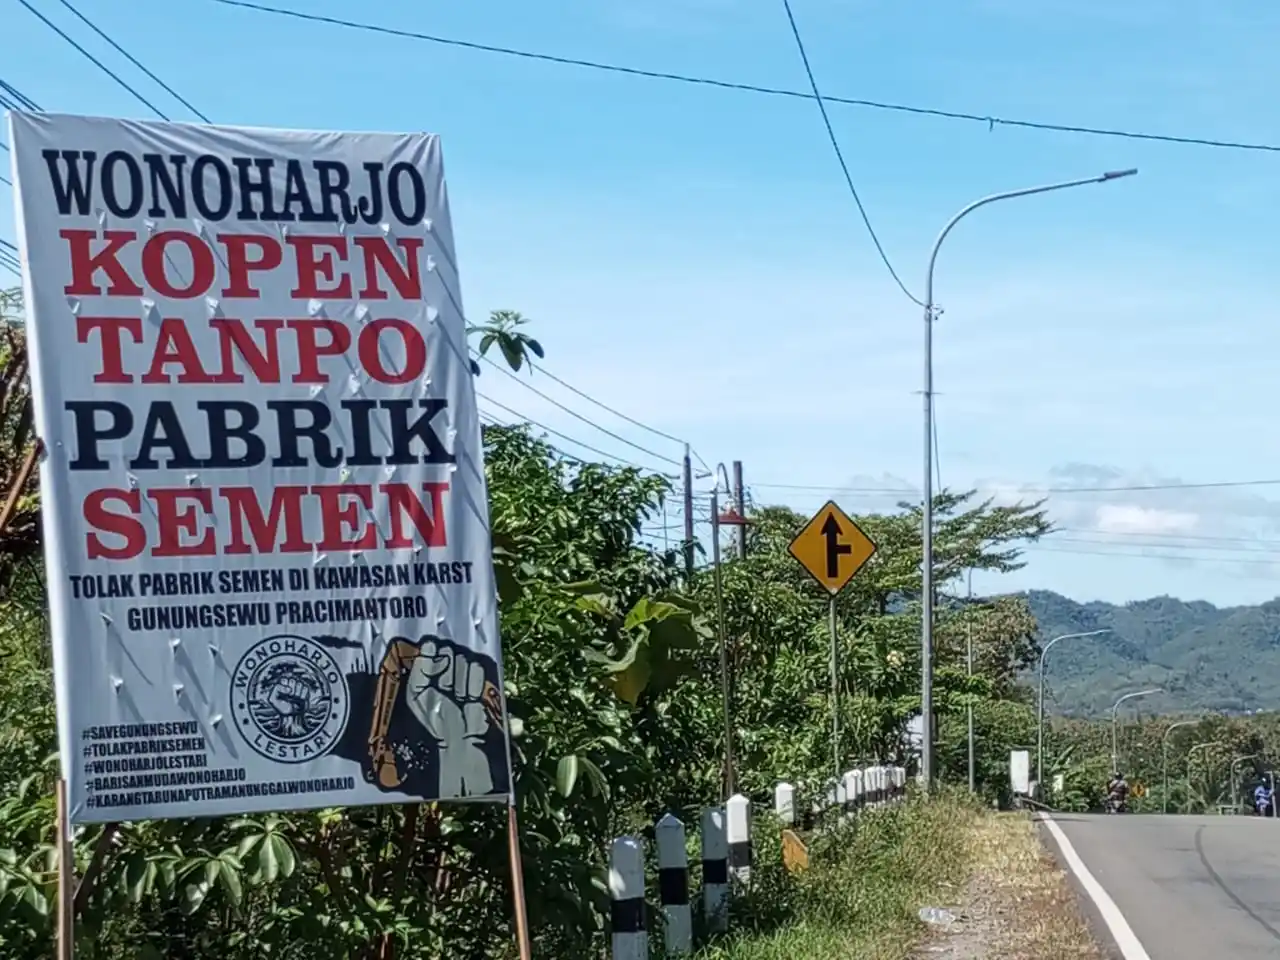 WONOHARJO
KOPEN
TANPO
PABRIK
SEMEN
TOLAK PABRIK SEMEN DI KAWASAN KARST
GUNUNGSEWU PRACIMANTORO
WONOHARJO
LESTARI
#SAVEGUNUNGSEWU
#TOLAKPABRIKSEMEN
#WONOHARJOLESTARI
#BARISANMUDAWONOHARJO
#KARANGTARUNAPUTRAMANUNGGALWONOHARJO